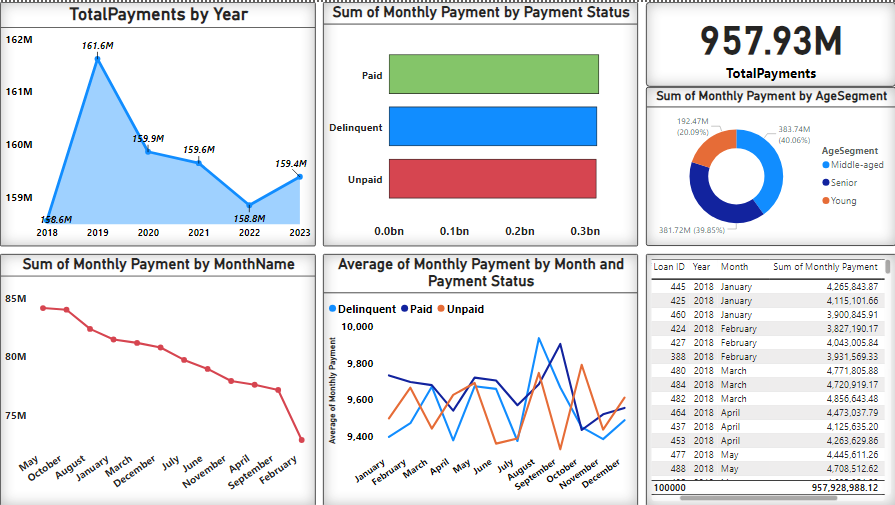 TotalPayments by Year
162M
161M
160M
159M
161.6M
159.9M
159.6M
159.4M
158.6M
158.8M
2018 2019 2020 2021 2022 2023
Sum of Monthly Payment by Payment Status
Paid
Delinquent
Unpaid
0.0bn 0.1bn 0.2bn 0.3bn
957.93M
TotalPayments
Sum of Monthly Payment by AgeSegment
192.47M
(20.09%)
383.74M
(40.06%)
381.72M (39.85%)
AgeSegment
Middle-aged
Senior
Young
Sum of Monthly Payment by MonthName
85M
80M
75M
May October August January March December July June November April September February
Average of Monthly Payment by Month and
Payment Status
Delinquent Paid Unpaid
Average of Monthly Payment
10,000
9,800
9,600
9,400
January February March April May June July August September October November December
Loan ID Year Month Sum of Monthly Payment
445 2018 January 4,265,843.87
425 2018 January 4,115,101.66
460 2018 January 3,900,845.91
424 2018 February 3,827,190.17
427 2018 February 4,043,005.84
388 2018 February 3,931,569.33
480 2018 March 4,771,805.88
484 2018 March 4,720,919.17
482 2018 March 4,856,643.48
464 2018 April 4,473,037.79
437 2018 April 4,125,635.20
453 2018 April 4,263,629.86
477 2018 May 4,445,611.26
488 2018 May 4,708,512.62
100000 957,928,988.12